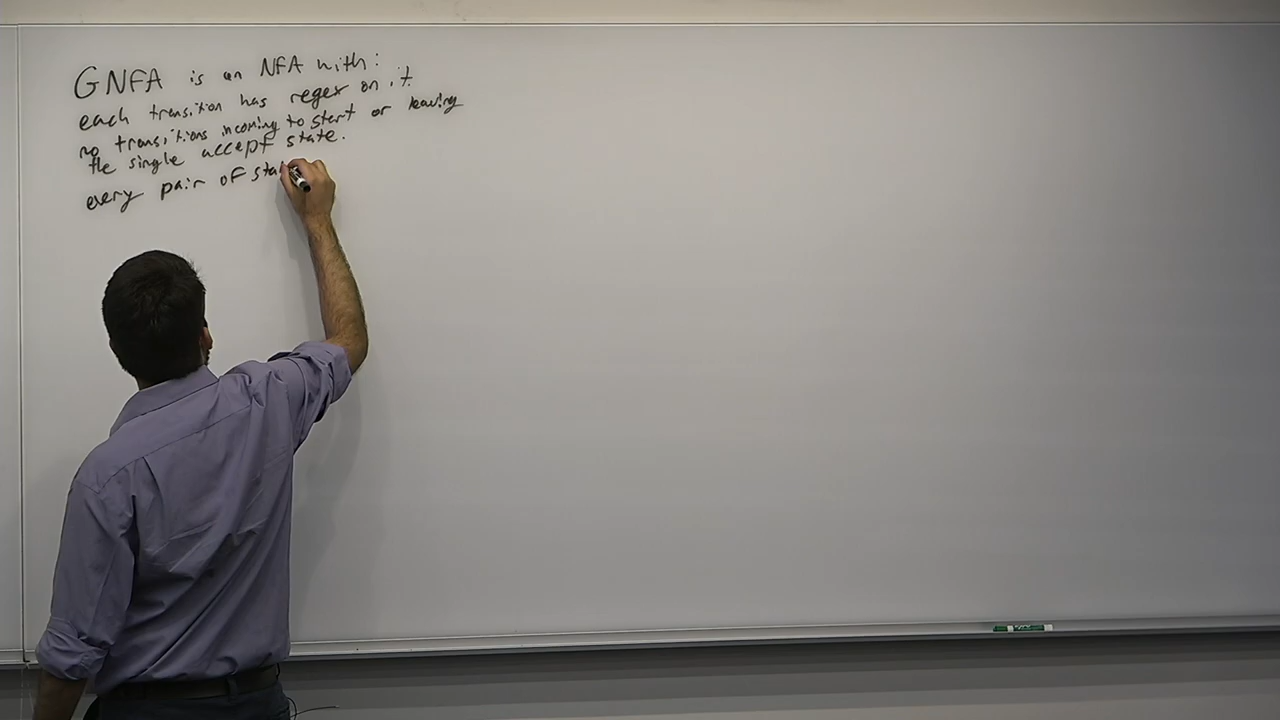 GNFA is an NFA with:
each transition has regex on it
no transitions incoming to start or leaving
the single accept state.
every pair of sta